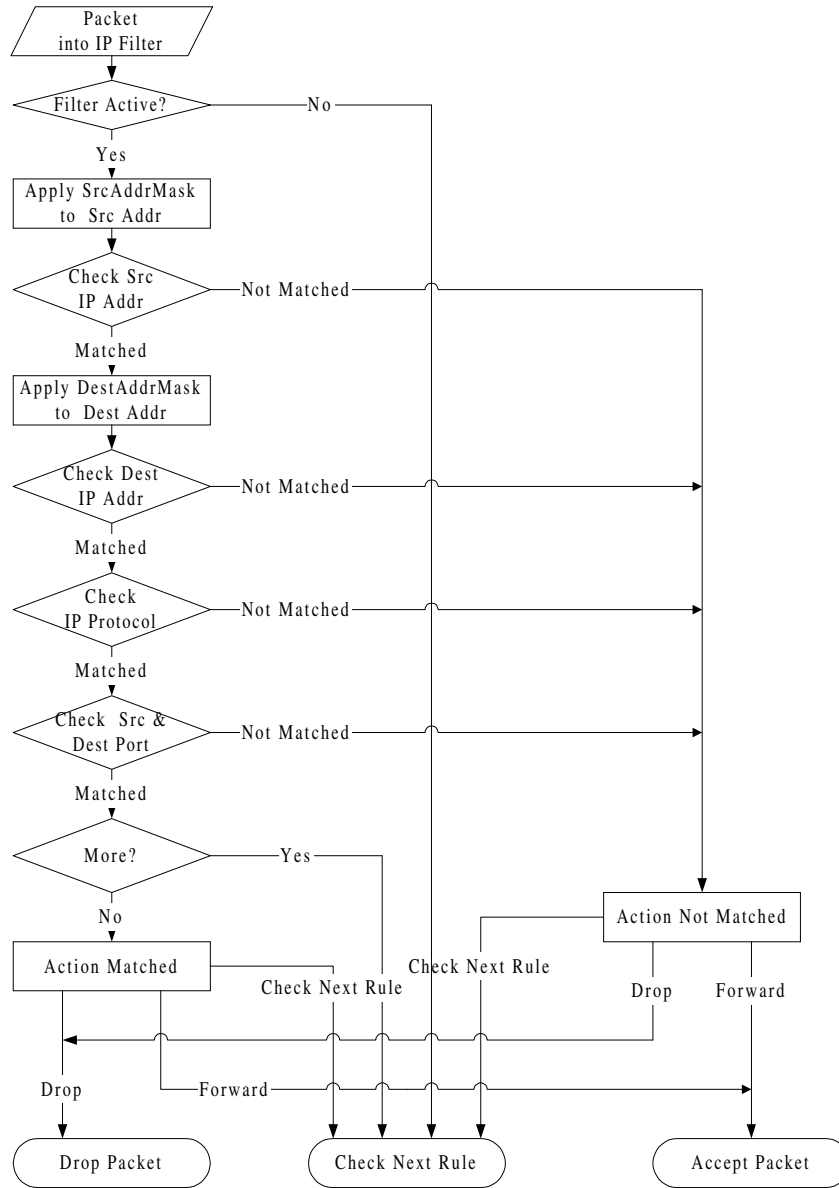 Packet
into IP Filter
Filter Active?
No
Yes
Apply SrcAddrMask
to Src Addr
Check Src
IP Addr
Not Matched
Matched
Apply DestAddrMask
to Dest Addr
Check Dest
IP Addr
Not Matched
Matched
Check
IP Protocol
Not Matched
Matched
Check Src &
Dest Port
Not Matched
Matched
More?
Yes
No
Action Not Matched
Action Matched
Check Next Rule
Check Next Rule
Drop
Forward
Drop
Forward
Drop Packet
Check Next Rule
Accept Packet